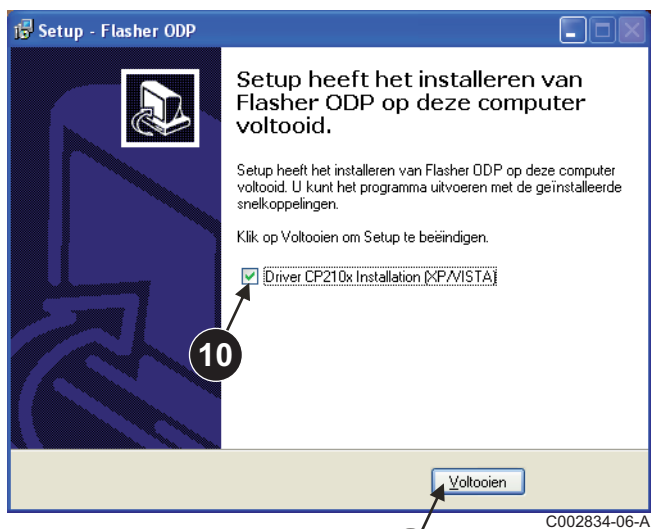 Setup - Flasher ODP
Setup heeft het installeren van
Flasher ODP op deze computer
voltooid.
Setup heeft het installeren van Flasher ODP op deze computer
voltooid. U kunt het programma uitvoeren met de geïnstalleerde
snelkoppelingen.
Klik op Voltooien om Setup te beëindigen.
Driver CP210x Installation (XP/VISTA)
10
Voltooien
C002834-06-A